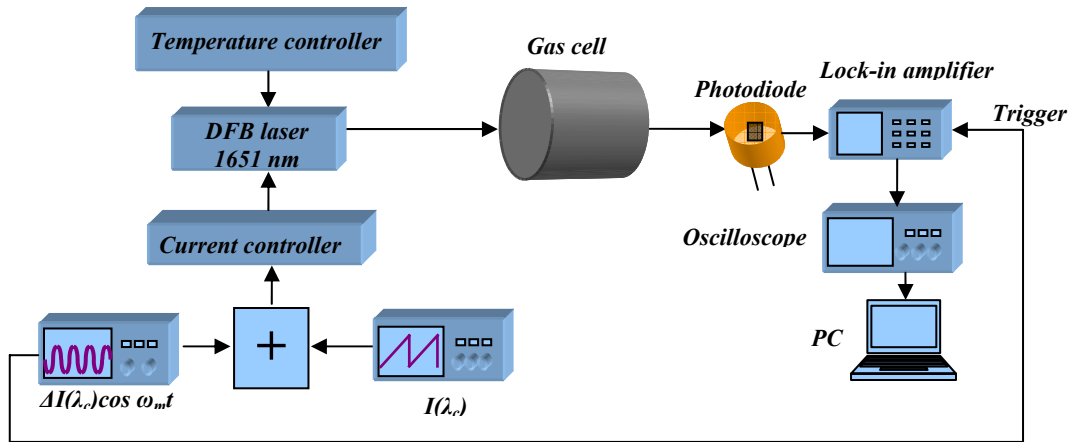 Temperature controller
Gas cell
Lock-in amplifier
Photodiode
Trigger
DFB laser
1651 nm
Current controller
Oscilloscope
+
PC
ΔI(λc)cos ωmt
I(λc)